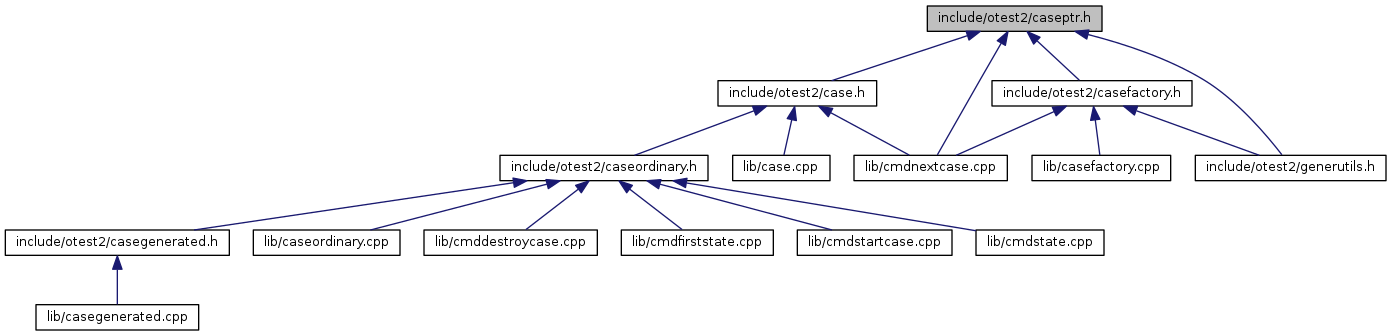 include/otest2/caseptr.h
include/otest2/case.h
include/otest2/casefactory.h
include/otest2/caseordinary.h
lib/case.cpp
lib/cmdnextcase.cpp
lib/casefactory.cpp
include/otest2/generutils.h
include/otest2/casegenerated.h
lib/caseordinary.cpp
lib/cmddestroycase.cpp
lib/cmdfirststate.cpp
lib/cmdstartcase.cpp
lib/cmdstate.cpp
lib/casegenerated.cpp